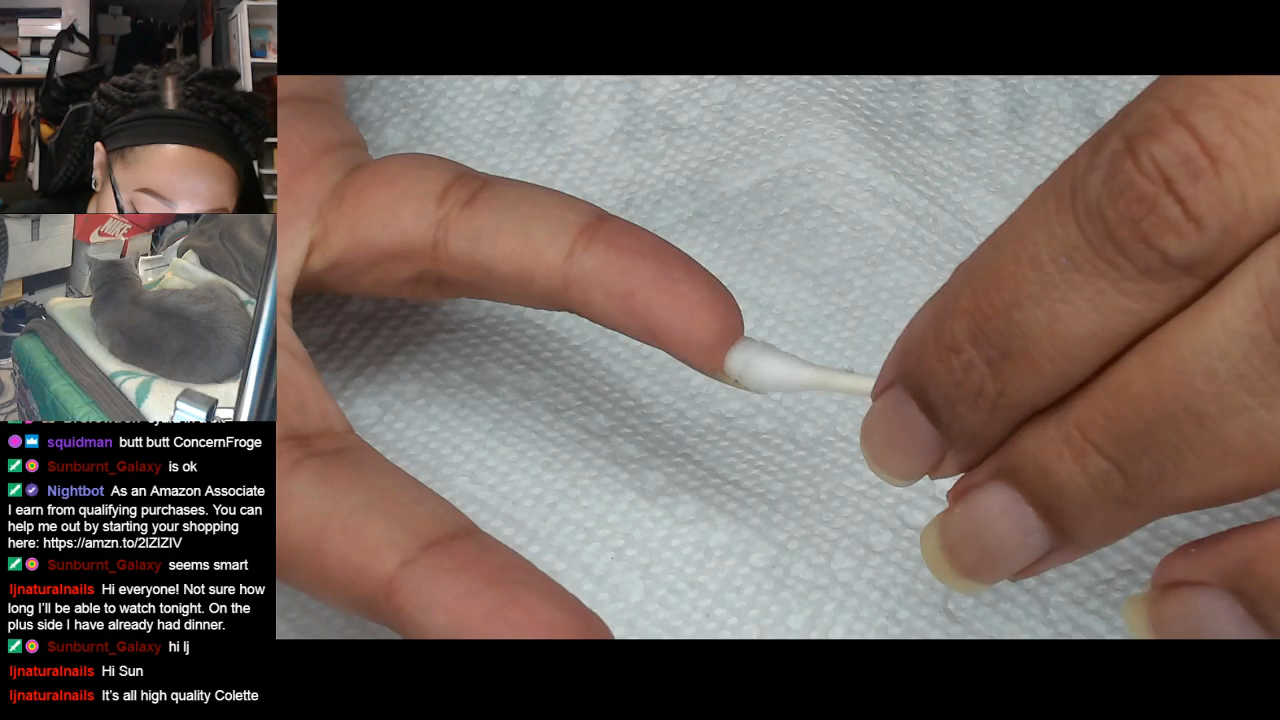 NIKE
squidman butt butt ConcernFroge
Sunburnt_Galaxy is ok
Nightbot As an Amazon Associate
I earn from qualifying purchases. You can
help me out by starting your shopping
here: https://amzn.to/2IZIZIV
Sunburnt_Galaxy seems smart
ljnaturalnails Hi everyone! Not sure how
long I'll be able to watch tonight. On the
plus side I have already had dinner.
Sunburnt_Galaxy hi lj
ljnaturalnails Hi Sun
ljnaturalnails It's all high quality Colette